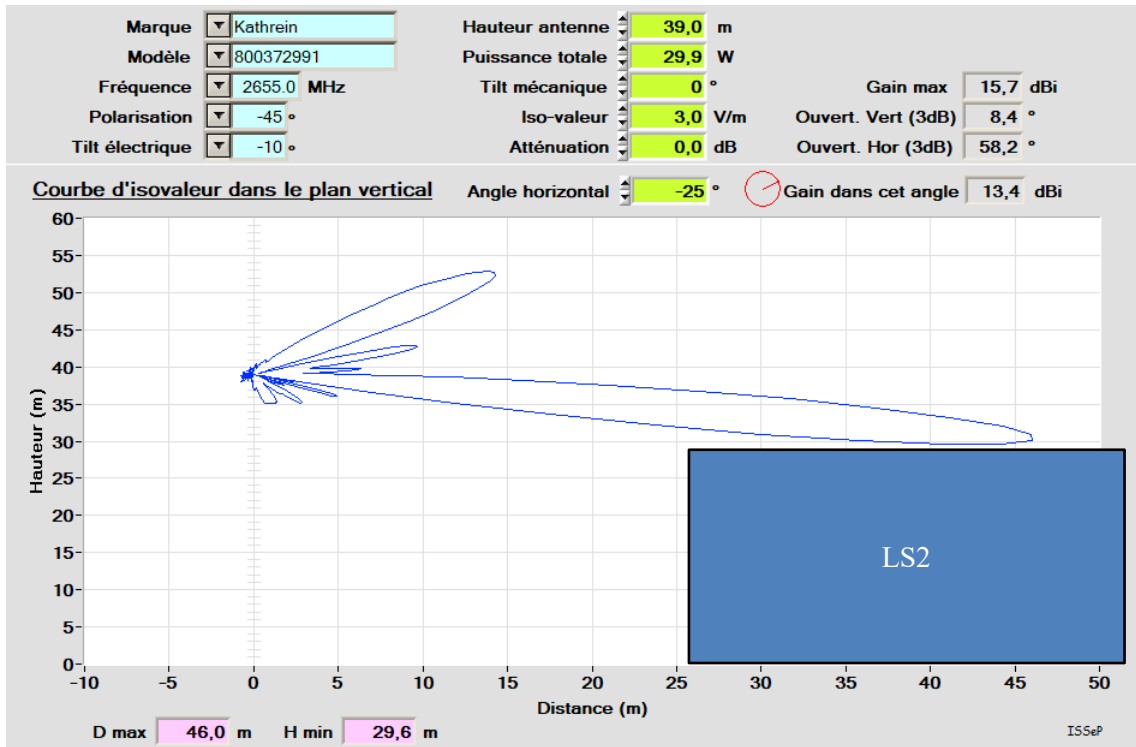 Marque Kathrein Hauteur antenne 39,0 m
Modèle 800372991 Puissance totale 29,9 W
Fréquence 2655.0 MHz Tilt mécanique 0 ° Gain max 15,7 dBi
Polarisation -45 ° Iso-valeur 3,0 V/m Ouvert. Vert (3dB) 8,4 °
Tilt électrique -10 ° Atténuation 0,0 dB Ouvert. Hor (3dB) 58,2 °
Courbe d'isovaleur dans le plan vertical Angle horizontal -25 ° Gain dans cet angle 13,4 dBi
60
55
50
45
40
35
30
25
20
15
10
5
0
Hauteur (m)
LS2
-10 -5 0 5 10 15 20 25 30 35 40 45 50
Distance (m)
D max 46,0 m H min 29,6 m ISSeP